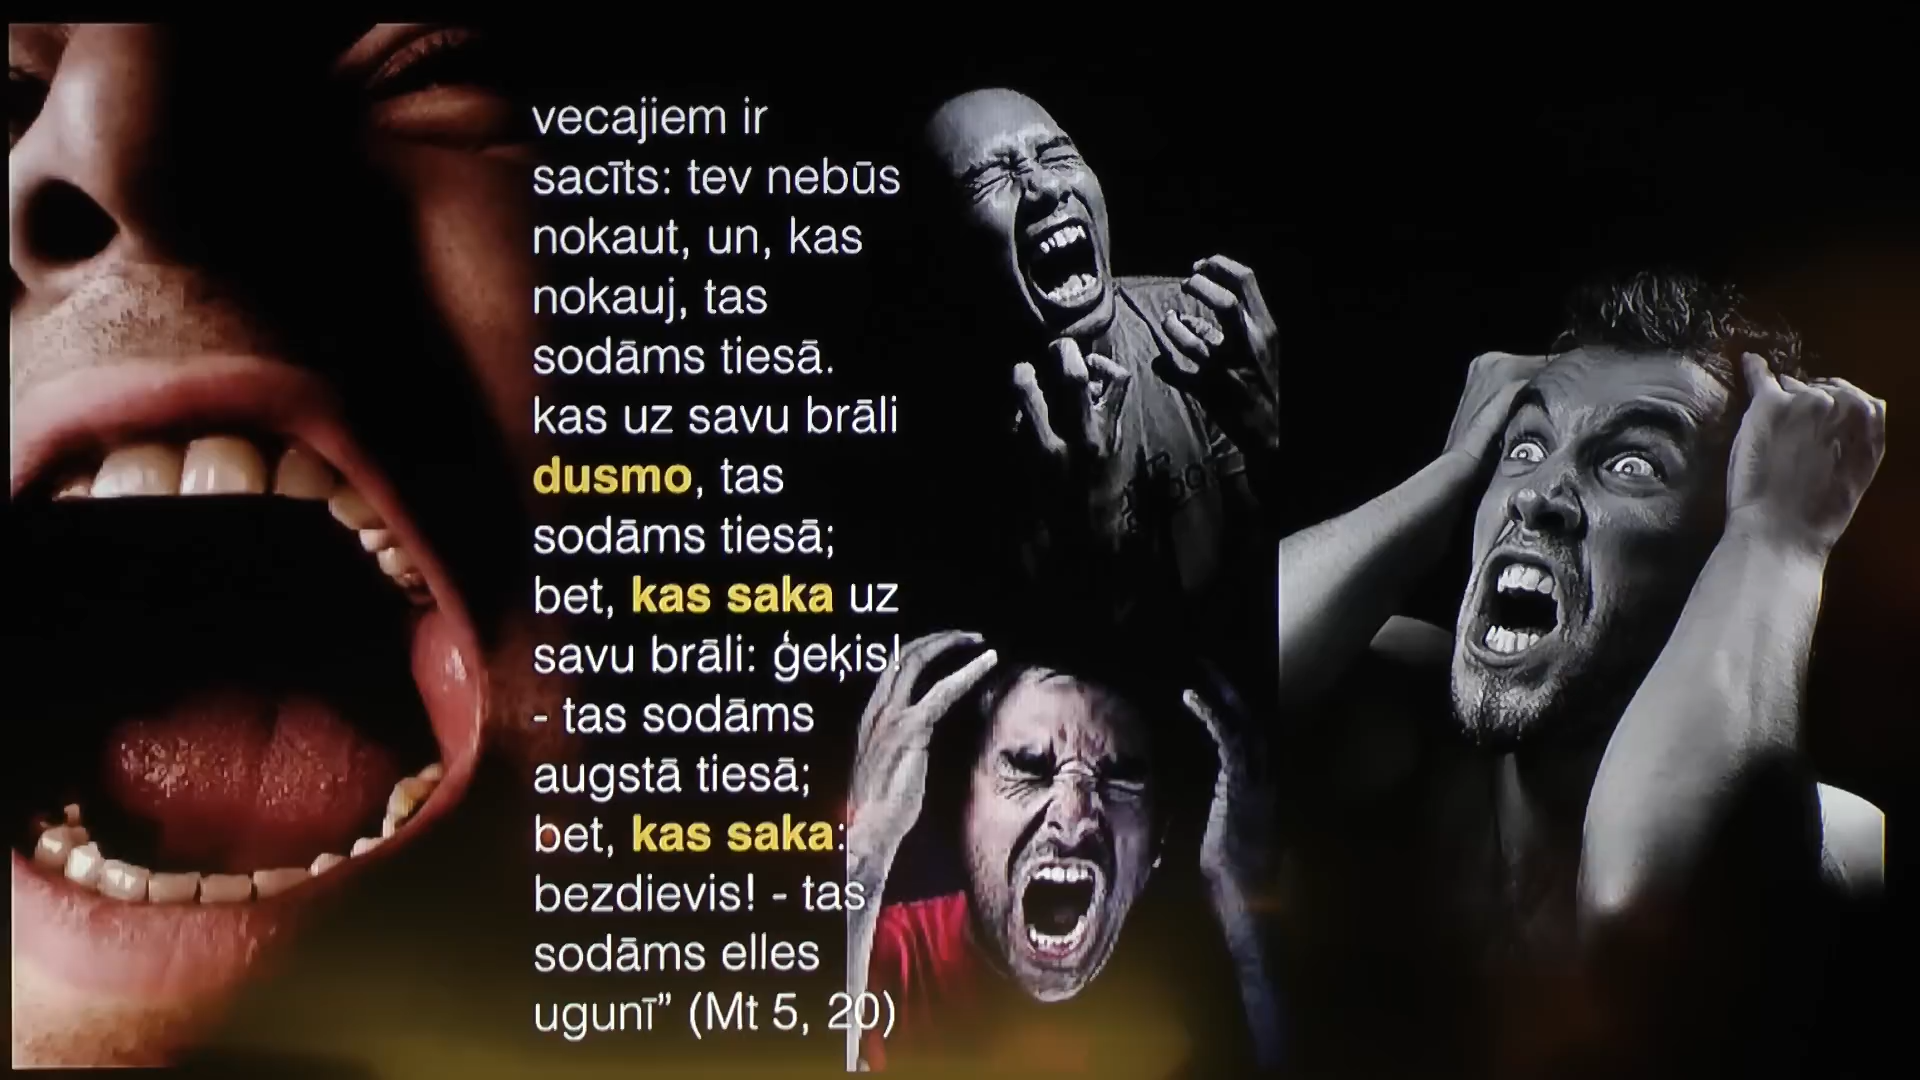 vecajiem ir
sacīts: tev nebūs
nokaut, un, kas
nokauj, tas
sodāms tiesā.
kas uz savu brāli
dusmo, tas
sodāms tiesā;
bet, kas saka uz
savu brāli: ģeķis!
- tas sodāms
augstā tiesā;
bet, kas saka:
bezdievis! - tas
sodāms elles
ugunī” (Mt 5, 20)